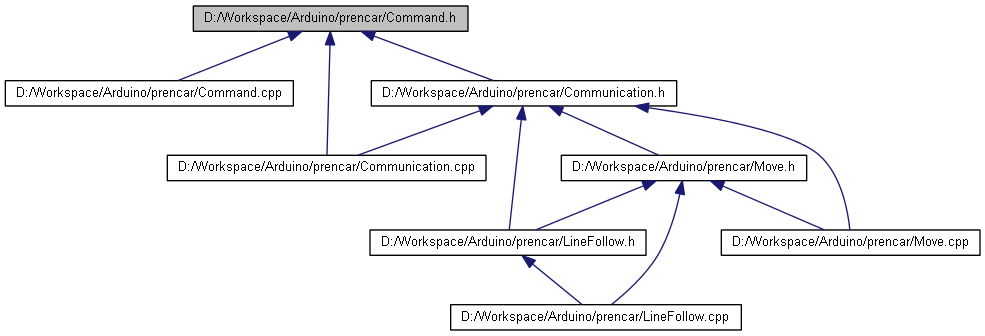 D:/Workspace/Arduino/prencar/Command.h
D:/Workspace/Arduino/prencar/Command.cpp
D:/Workspace/Arduino/prencar/Communication.h
D:/Workspace/Arduino/prencar/Communication.cpp
D:/Workspace/Arduino/prencar/Move.h
D:/Workspace/Arduino/prencar/LineFollow.h
D:/Workspace/Arduino/prencar/Move.cpp
D:/Workspace/Arduino/prencar/LineFollow.cpp